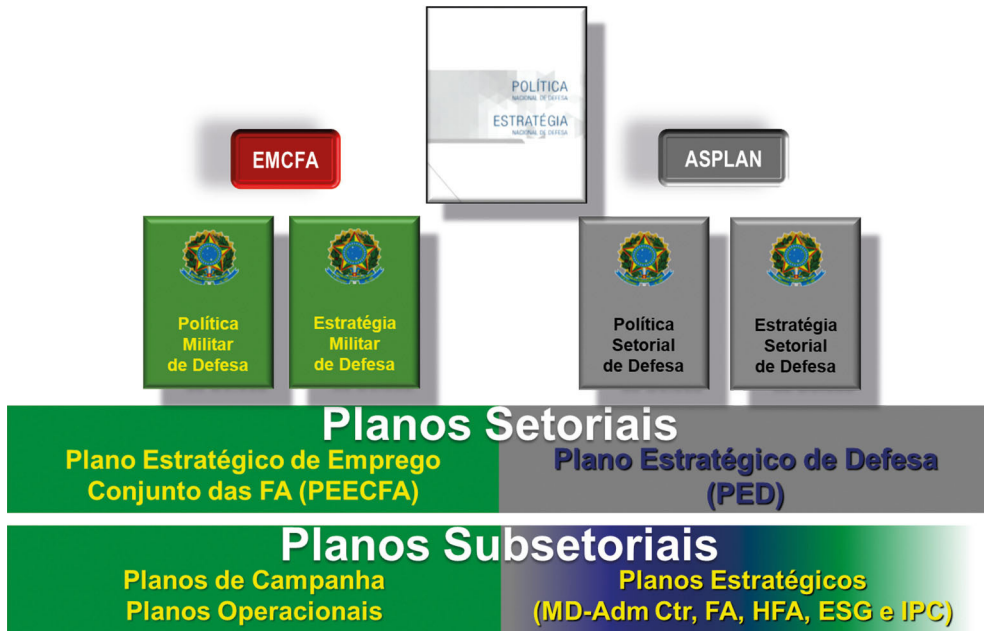 POLÍTICA
NACIONAL DE DEFESA
ESTRATÉGIA
NACIONAL DE DEFESA
EMCFA
ASPLAN
Política
Militar
de Defesa
Estratégia
Militar
de Defesa
Política
Setorial
de Defesa
Estratégia
Setorial
de Defesa
Planos Setoriais
Plano Estratégico de Emprego
Conjunto das FA (PEECFA)
Plano Estratégico de Defesa
(PED)
Planos Subsetoriais
Planos de Campanha
Planos Operacionais
Planos Estratégicos
(MD-Adm Ctr, FA, HFA, ESG e IPC)